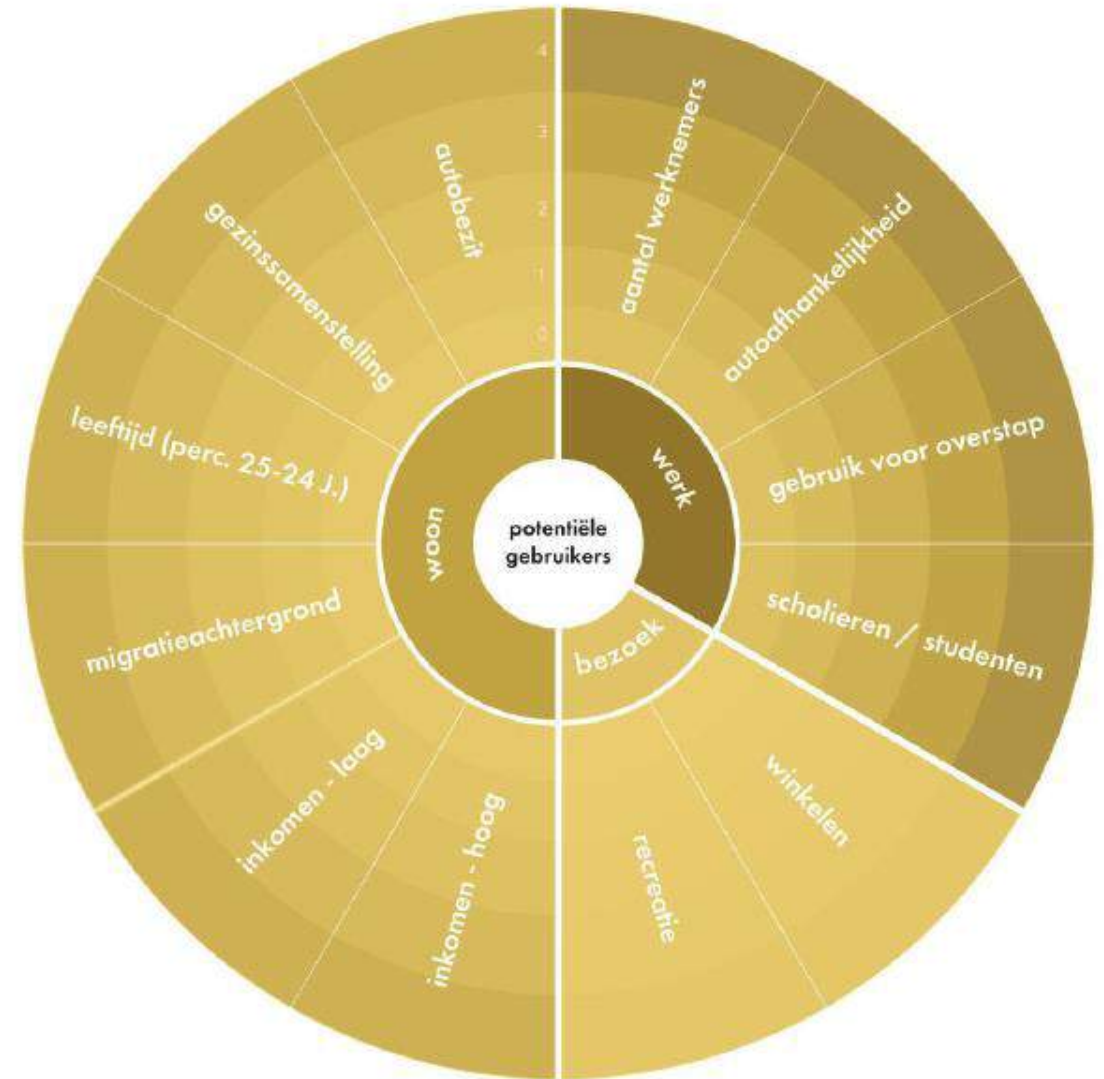 4
3
2
1
0
autobezit
gezinssamenstelling
leeftijd (perc. 25-24 J.)
migratieachtergrond
inkomen - laag
inkomen - hoog
aantal werknemers
autoafhankelijkheid
gebruik voor overstap
scholieren / studenten
winkelen
recreatie
woon
werk
bezoek
potentiële
gebruikers